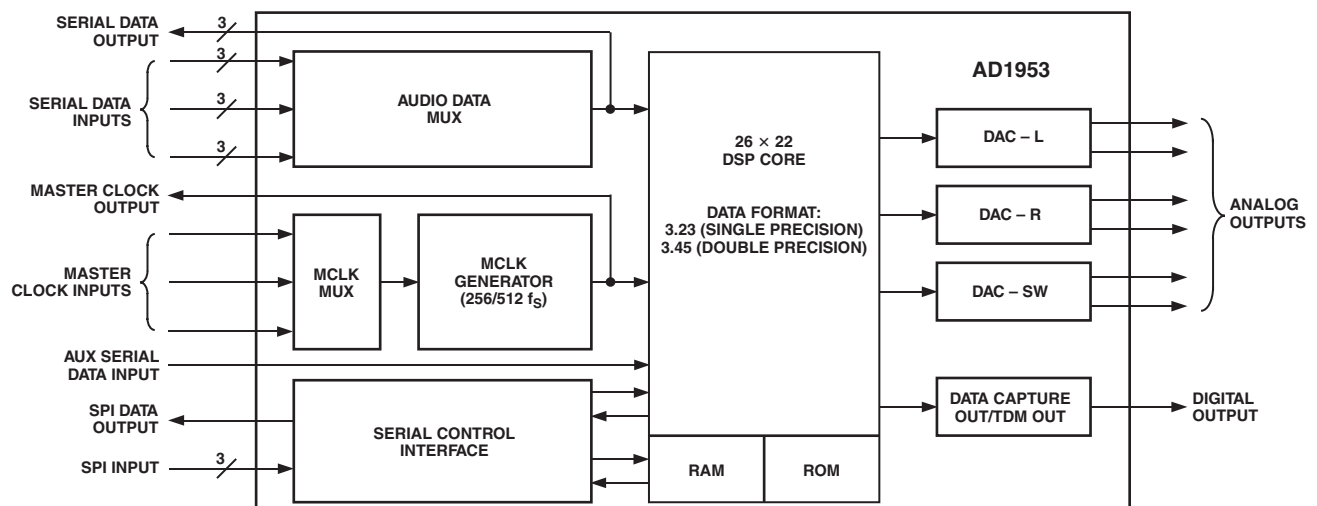 SERIAL DATA
OUTPUT
3
3
SERIAL DATA
INPUTS
3
3
AUDIO DATA
MUX
MASTER CLOCK
OUTPUT
MASTER
CLOCK INPUTS
MCLK
MUX
MCLK
GENERATOR
(256/512 fS)
AUX SERIAL
DATA INPUT
SPI DATA
OUTPUT
SPI INPUT
3
SERIAL CONTROL
INTERFACE
26 × 22
DSP CORE
DATA FORMAT:
3.23 (SINGLE PRECISION)
3.45 (DOUBLE PRECISION)
RAM
ROM
AD1953
DAC – L
DAC – R
DAC – SW
ANALOG
OUTPUTS
DATA CAPTURE
OUT/TDM OUT
DIGITAL
OUTPUT